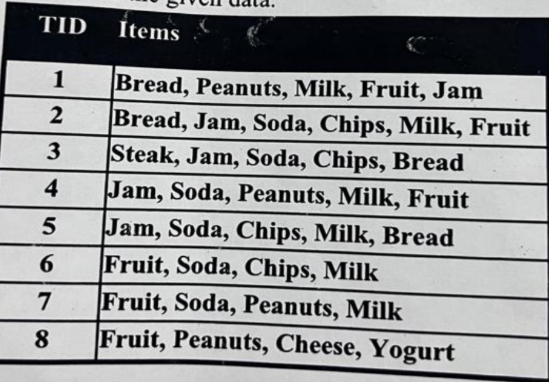 the given data.
TID Items
1 Bread, Peanuts, Milk, Fruit, Jam
2 Bread, Jam, Soda, Chips, Milk, Fruit
3 Steak, Jam, Soda, Chips, Bread
4 Jam, Soda, Peanuts, Milk, Fruit
5 Jam, Soda, Chips, Milk, Bread
6 Fruit, Soda, Chips, Milk
7 Fruit, Soda, Peanuts, Milk
8 Fruit, Peanuts, Cheese, Yogurt